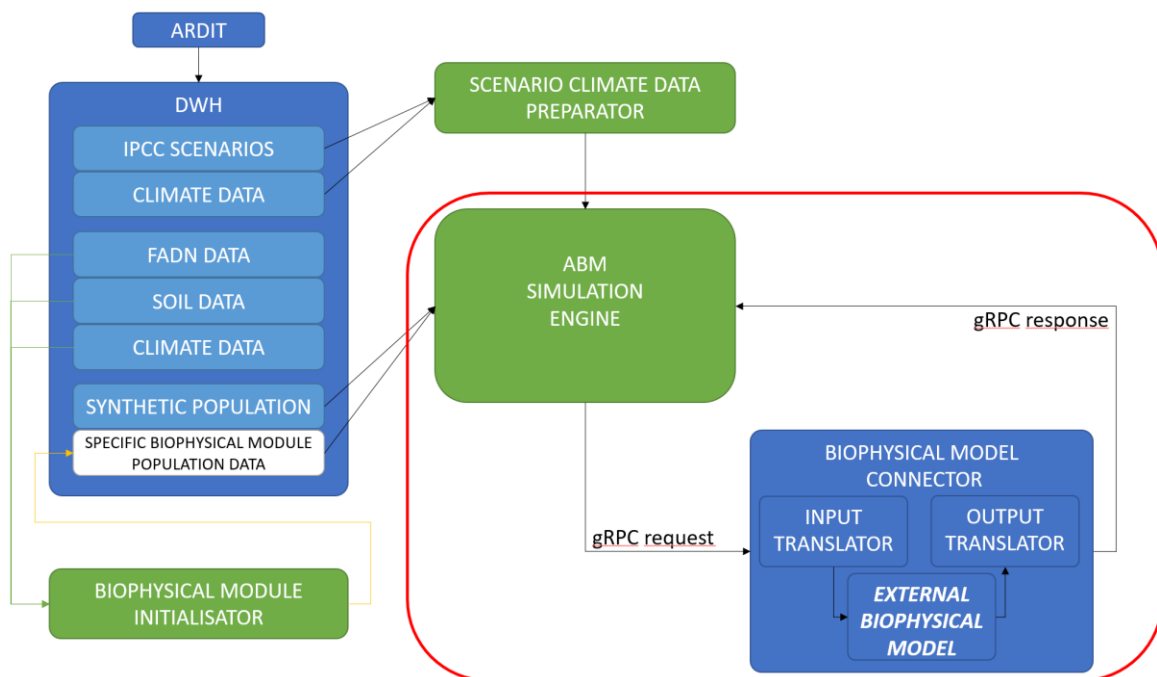 ARDIT
DWH
IPCC SCENARIOS
CLIMATE DATA
FADN DATA
SOIL DATA
CLIMATE DATA
SYNTHETIC POPULATION
SPECIFIC BIOPHYSICAL MODULE
POPULATION DATA
BIOPHYSICAL MODULE
INITIALISATOR
SCENARIO CLIMATE DATA
PREPARATOR
ABM
SIMULATION
ENGINE
gRPC response
gRPC request
BIOPHYSICAL MODEL
CONNECTOR
INPUT
TRANSLATOR
OUTPUT
TRANSLATOR
EXTERNAL
BIOPHYSICAL
MODEL